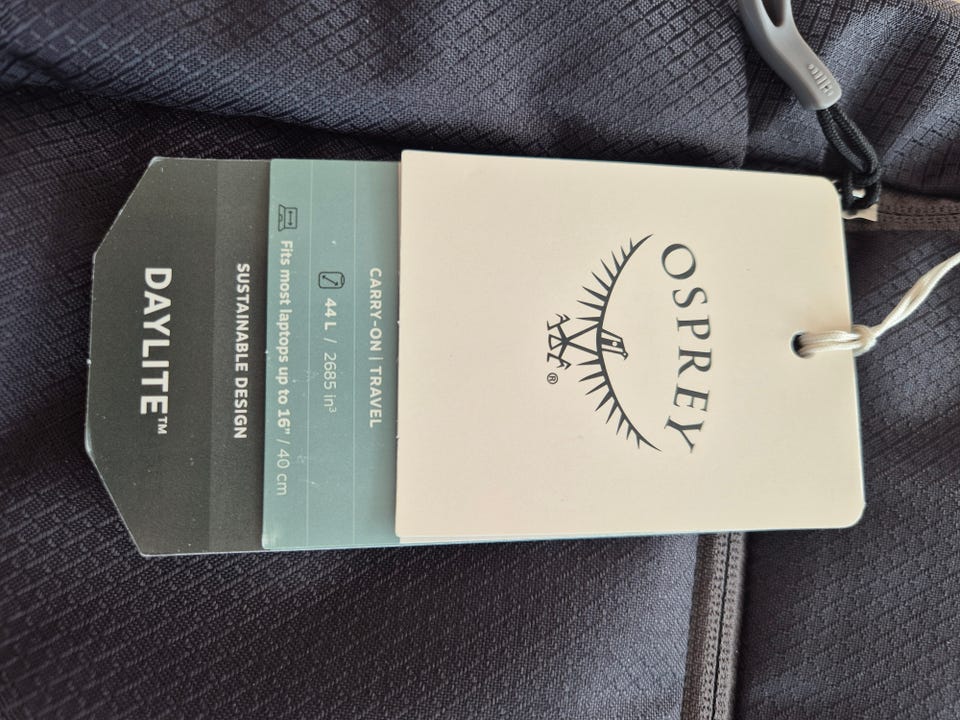 OSPREY
®
CARRY-ON | TRAVEL
44 L / 2685 in³
Fits most laptops up to 16" / 40 cm
SUSTAINABLE DESIGN
DAYLITE™